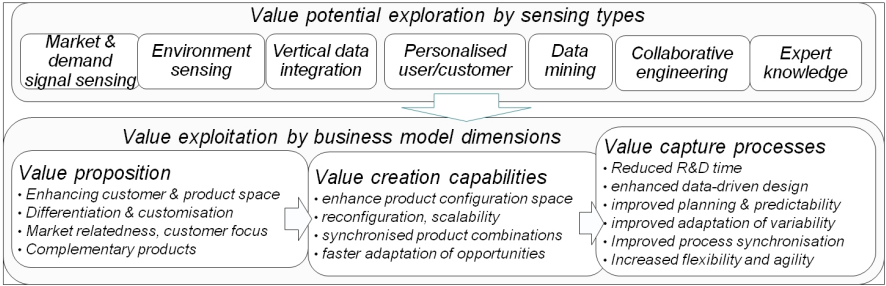 Value potential exploration by sensing types
Market &
demand
signal sensing
Environment
sensing
Vertical data
integration
Personalised
user/customer
Data
mining
Collaborative
engineering
Expert
knowledge
Value exploitation by business model dimensions
Value proposition
• Enhancing customer & product space
• Differentiation & customisation
• Market relatedness, customer focus
• Complementary products
Value creation capabilities
• enhance product configuration space
• reconfiguration, scalability
• synchronised product combinations
• faster adaptation of opportunities
Value capture processes
• Reduced R&D time
• enhanced data-driven design
• improved planning & predictability
• improved adaptation of variability
• Improved process synchronisation
• Increased flexibility and agility